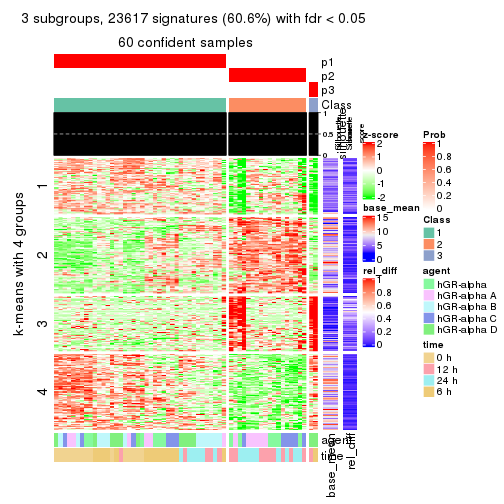 3 subgroups, 23617 signatures (60.6%) with fdr < 0.05
60 confident samples
p1
p2
p3
Class
1
0.5
0
silhouette
score
k-means with 4 groups
1
2
3
4
agent
time
base_mean
rel_diff
z-score
2
1
0
-1
-2
base_mean
15
10
5
0
rel_diff
1
0.8
0.6
0.4
0.2
0
Prob
1
0.8
0.6
0.4
0.2
0
Class
1
2
3
agent
hGR-alpha
hGR-alpha A
hGR-alpha B
hGR-alpha C
hGR-alpha D
time
0 h
12 h
24 h
6 h